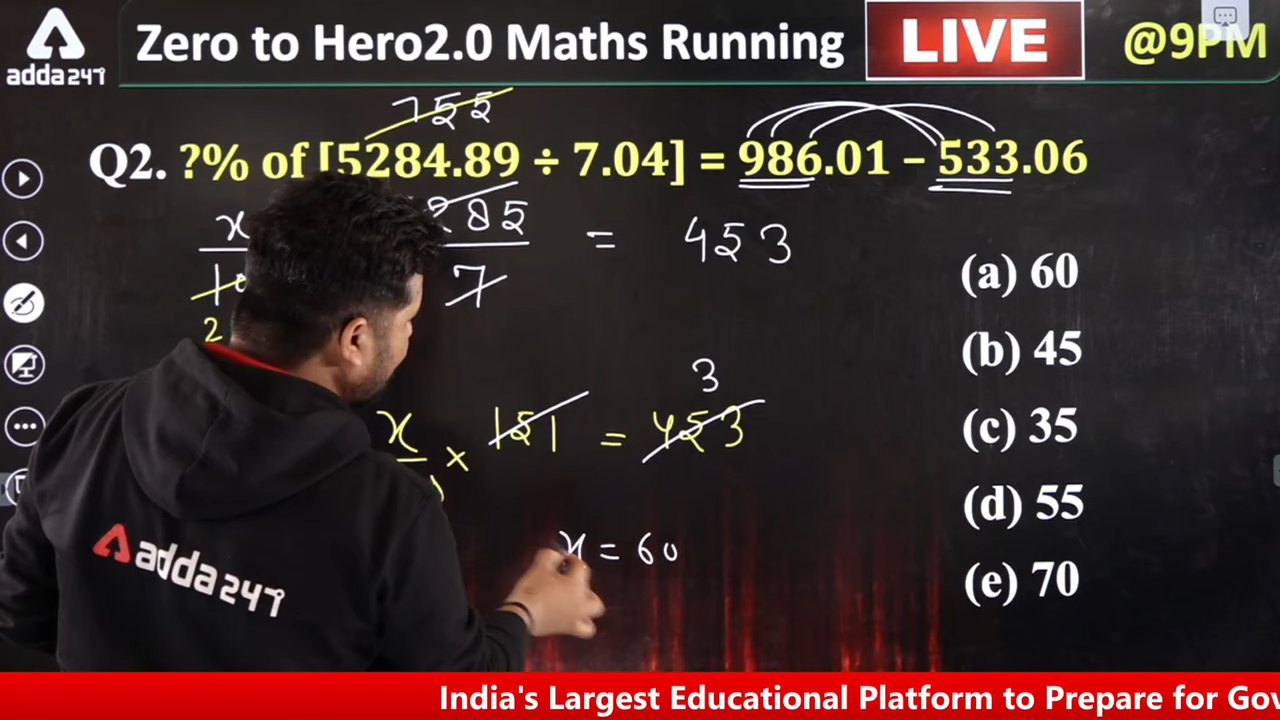 adda247
Zero to Hero2.0 Maths Running
LIVE
@9PM
755
Q2. ?% of [5284.89 ÷ 7.04] = 986.01 – 533.06
x
285
= 453
7
2
(a) 60
3
(b) 45
x × 151 = 453
(c) 35
(d) 55
x = 60
(e) 70
adda247
India's Largest Educational Platform to Prepare for Gov